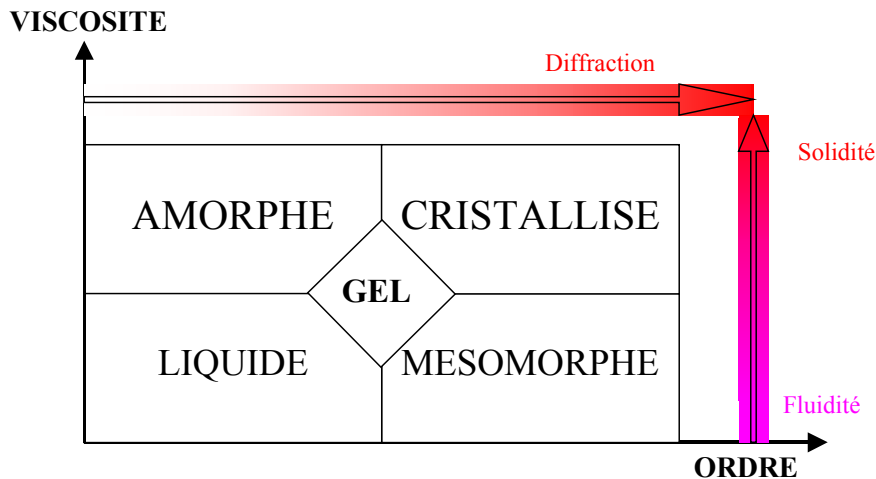 VISCOSITE
Diffraction
Solidité
AMORPHE
CRISTALLISE
GEL
LIQUIDE
MESOMORPHE
Fluidité
ORDRE